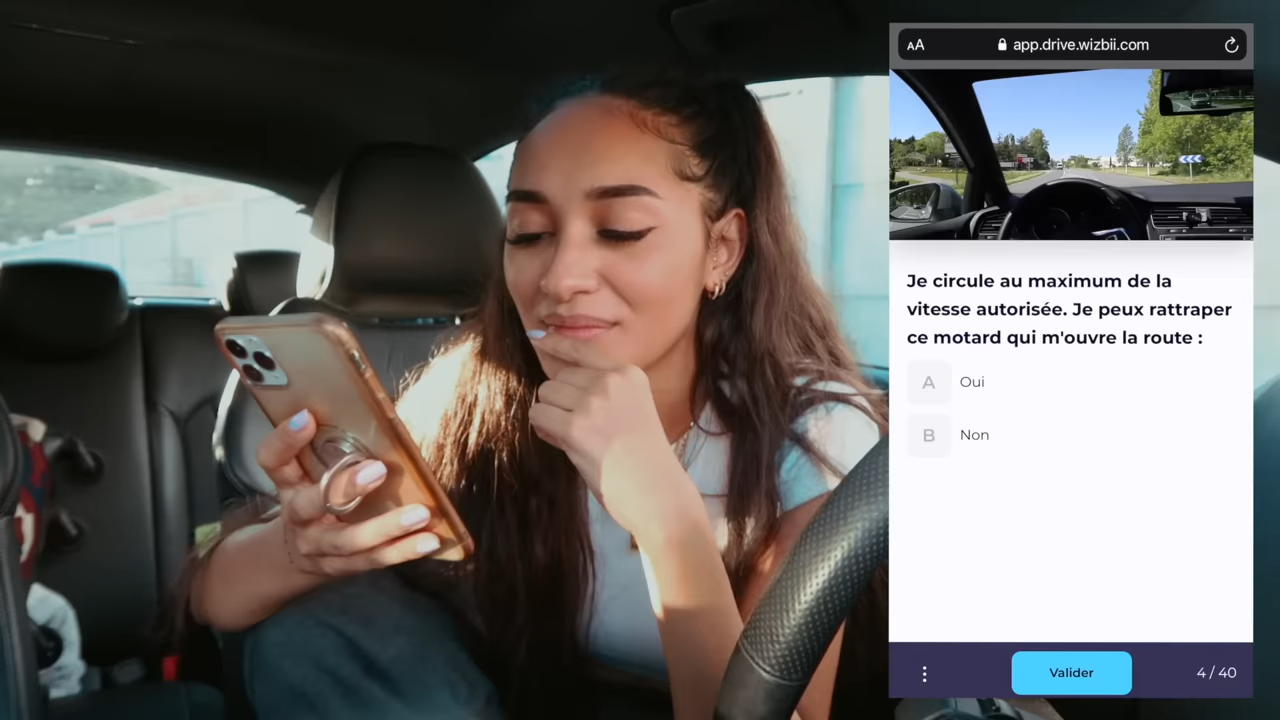 AA app.drive.wizbii.com
Je circule au maximum de la
vitesse autorisée. Je peux rattraper
ce motard qui m'ouvre la route :
A Oui
B Non
Valider
4 / 40